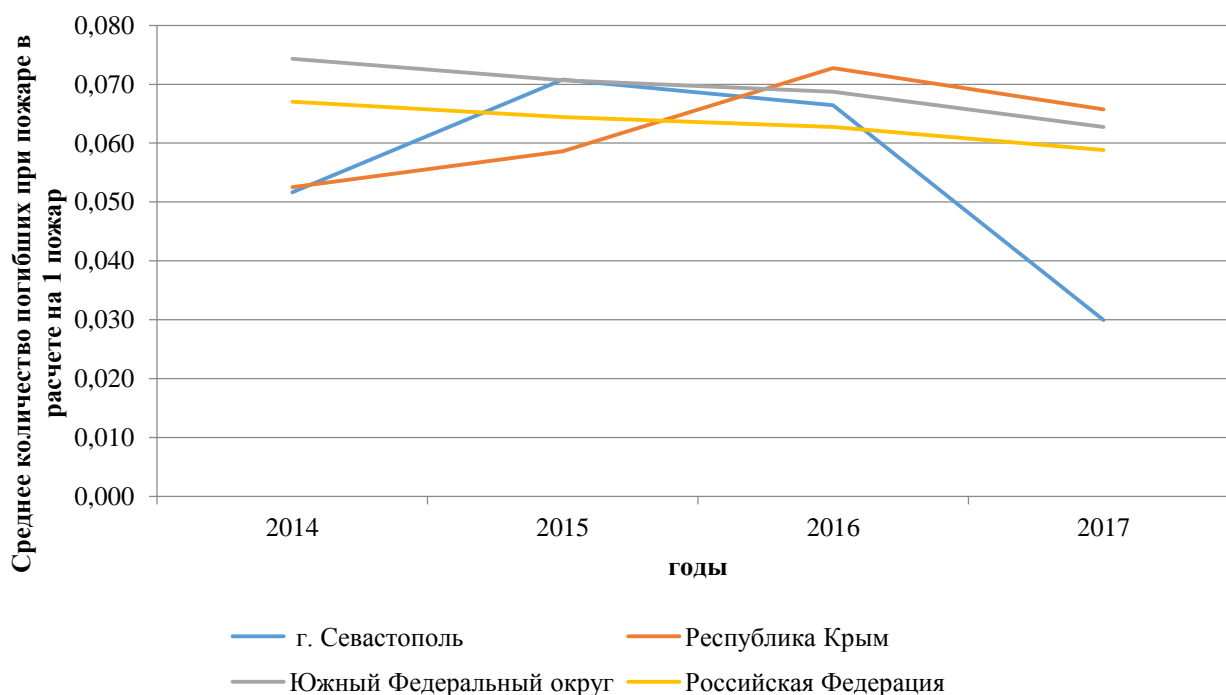 Среднее количество погибших при пожаре в
расчете на 1 пожар
0,080
0,070
0,060
0,050
0,040
0,030
0,020
0,010
0,000
2014 2015 2016 2017
годы
г. Севастополь Республика Крым
Южный Федеральный округ Российская Федерация